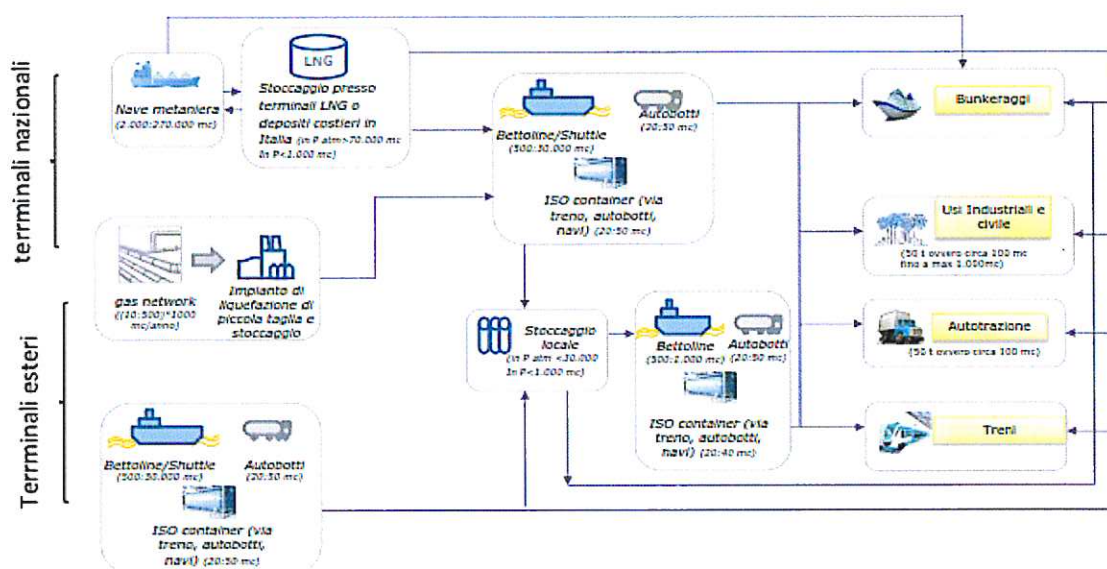 terrminali nazionali
Terrminali esteri
Nave metaniera
(2.000:270.000 mc)
LNG
Stoccaggio presso
terminali LNG o
depositi costieri in
Italia (in P atm>70.000 mc
In P<1.000 mc)
Bettoline/Shuttle
(500:30.000 mc)
Autobotti
(20:50 mc)
ISO container (via
treno, autobotti,
navi) (20:50 mc)
gas network
((10:500)*1000
mc/anno)
Impianto di
liquefazione di
piccola taglia e
stoccaggio
Stoccaggio
locale
(in P atm <30.000
In P<1.000 mc)
Bettoline
Autobotti
(20:50 mc)
ISO container (via
treno, autobotti,
navi) (20:40 mc)
Bettoline/Shuttle
(500:30.000 mc)
Autobotti
(20:50 mc)
ISO container (via
treno, autobotti,
navi) (20:50 mc)
Bunkeraggi
Usi Industriali e
civile
(50 t ovvero circa 100 mc
fino a max 1.000mc)
Autotrazione
(50 t ovvero circa 100 mc)
Treni